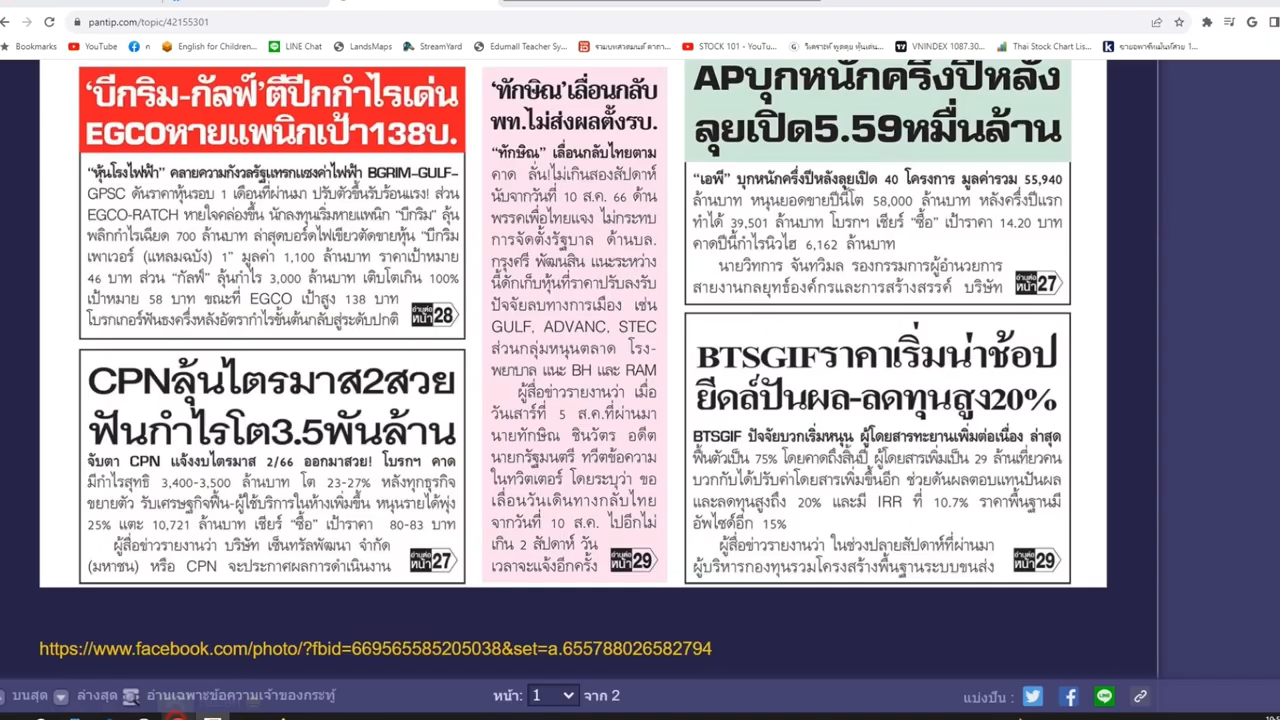 pantip.com/topic/42155301
Bookmarks
YouTube
ค
English for Children...
LINE Chat
LandsMaps
StreamYard
Edumall Teacher Sy...
STOCK 101 - YouTu...
VNINDEX 1087.30...
Thai Stock Chart Lis...
'บีกริม-กัลฟ์'ตีปีกกำไรเด่น
EGCOหายแพนิกเป้า138บ.
"หุ้นโรงไฟฟ้า" คลายความกังวลรัฐแทรกแซงค่าไฟฟ้า BGRIM-GULF-
GPSC ดันราคาหุ้นรอบ 1 เดือนที่ผ่านมา ปรับตัวขึ้นรับร้อนแรง! ส่วน
EGCO-RATCH หายใจคล่องขึ้น นักลงทุนเริ่มหายแพนิก "บีกริม" ลุ้น
พลิกกำไรเฉียด 700 ล้านบาท ล่าสุดบอร์ดไฟเขียวตัดขายหุ้น "บีกริม
เพาเวอร์ (แหลมฉบัง) 1" มูลค่า 1,100 ล้านบาท ราคาเป้าหมาย
46 บาท ส่วน "กัลฟ์" ลุ้นกำไร 3,000 ล้านบาท เติบโตเกิน 100%
เป้าหมาย 58 บาท ขณะที่ EGCO เป้าสูง 138 บาท
โบรกเกอร์ฟันธงครึ่งหลังอัตรากำไรขั้นต้นกลับสู่ระดับปกติ
อ่านต่อ
หน้า 28
CPNลุ้นไตรมาส2สวย
ฟันกำไรโต3.5พันล้าน
จับตา CPN แจ้งงบไตรมาส 2/66 ออกมาสวย! โบรกฯ คาด
มีกำไรสุทธิ 3,400-3,500 ล้านบาท โต 23-27% หลังทุกธุรกิจ
ขยายตัว รับเศรษฐกิจฟื้น-ผู้ใช้บริการในห้างเพิ่มขึ้น หนุนรายได้พุ่ง
25% แตะ 10,721 ล้านบาท เชียร์ "ซื้อ" เป้าราคา 80-83 บาท
ผู้สื่อข่าวรายงานว่า บริษัท เซ็นทรัลพัฒนา จำกัด
(มหาชน) หรือ CPN จะประกาศผลการดำเนินงาน
อ่านต่อ
หน้า 27
'ทักษิณ'เลื่อนกลับ
พท.ไม่ส่งผลตั้งรบ.
"ทักษิณ" เลื่อนกลับไทยตาม
คาด ลั่น!ไม่เกินสองสัปดาห์
นับจากวันที่ 10 ส.ค. 66 ด้าน
พรรคเพื่อไทยแจง ไม่กระทบ
การจัดตั้งรัฐบาล ด้านบล.
กรุงศรี พัฒนสิน แนะระหว่าง
นี้ดักเก็บหุ้นที่ราคาปรับลงรับ
ปัจจัยลบทางการเมือง เช่น
GULF, ADVANC, STEC
ส่วนกลุ่มหนุนตลาด โรง-
พยาบาล แนะ BH และ RAM
ผู้สื่อข่าวรายงานว่า เมื่อ
วันเสาร์ที่ 5 ส.ค.ที่ผ่านมา
นายทักษิณ ชินวัตร อดีต
นายกรัฐมนตรี ทวีตข้อความ
ในทวิตเตอร์ โดยระบุว่า ขอ
เลื่อนวันเดินทางกลับไทย
จากวันที่ 10 ส.ค. ไปอีกไม่
เกิน 2 สัปดาห์ วัน
เวลาจะแจ้งอีกครั้ง
อ่านต่อ
หน้า 29
APบุกหนักครึ่งปีหลัง
ลุยเปิด5.59หมื่นล้าน
"เอพี" บุกหนักครึ่งปีหลังลุยเปิด 40 โครงการ มูลค่ารวม 55,940
ล้านบาท หนุนยอดขายปีนี้โต 58,000 ล้านบาท หลังครึ่งปีแรก
ทำได้ 39,501 ล้านบาท โบรกฯ เชียร์ "ซื้อ" เป้าราคา 14.20 บาท
คาดปีนี้กำไรนิวไฮ 6,162 ล้านบาท
นายวิทการ จันทวิมล รองกรรมการผู้อำนวยการ
สายงานกลยุทธ์องค์กรและการสร้างสรรค์ บริษัท
อ่านต่อ
หน้า 27
BTSGIFราคาเริ่มน่าช้อป
ยีดล์ปันผล-ลดทุนสูง20%
BTSGIF ปัจจัยบวกเริ่มหนุน ผู้โดยสารทะยานเพิ่มต่อเนื่อง ล่าสุด
ฟื้นตัวเป็น 75% โดยคาดถึงสิ้นปี ผู้โดยสารเพิ่มเป็น 29 ล้านเที่ยวคน
บวกกับได้ปรับค่าโดยสารเพิ่มขึ้นอีก ช่วยดันผลตอบแทนปันผล
และลดทุนสูงถึง 20% และมี IRR ที่ 10.7% ราคาพื้นฐานมี
อัพไซด์อีก 15%
ผู้สื่อข่าวรายงานว่า ในช่วงปลายสัปดาห์ที่ผ่านมา
ผู้บริหารกองทุนรวมโครงสร้างพื้นฐานระบบขนส่ง
อ่านต่อ
หน้า 29
https://www.facebook.com/photo/?fbid=669565585205038&set=a.655788026582794
บนสุด
ล่างสุด
อ่านเฉพาะข้อความเจ้าของกระทู้
หน้า: 1 จาก 2
แบ่งปัน :